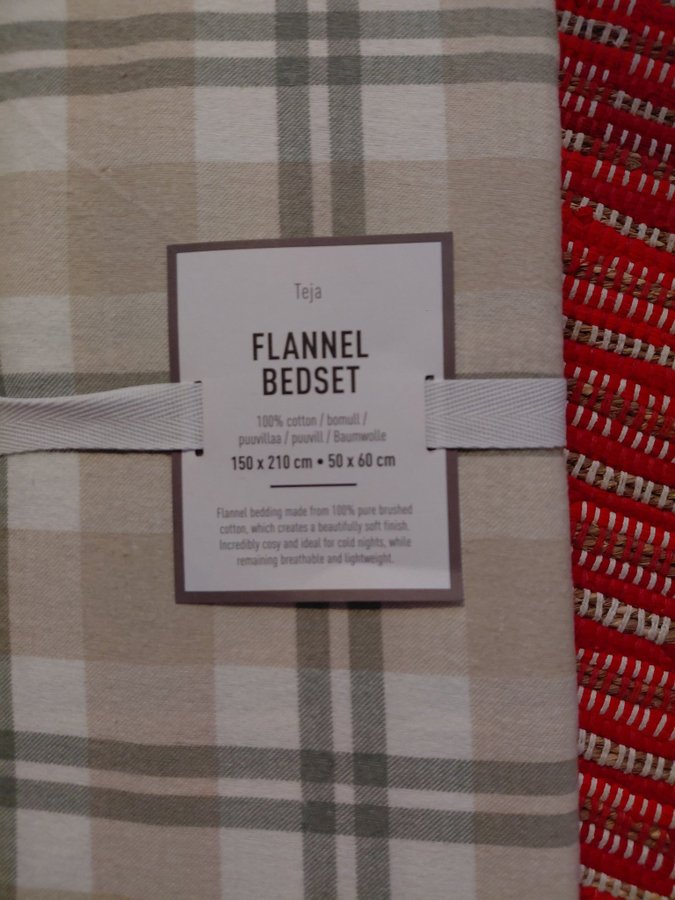 Teja
FLANNEL
BEDSET
100% cotton / bomull /
puuvillaa / puuvill / Baumwolle
150 x 210 cm • 50 x 60 cm
Flannel bedding made from 100% pure brushed
cotton, which creates a beautifully soft finish.
Incredibly cosy and ideal for cold nights, while
remaining breathable and lightweight.